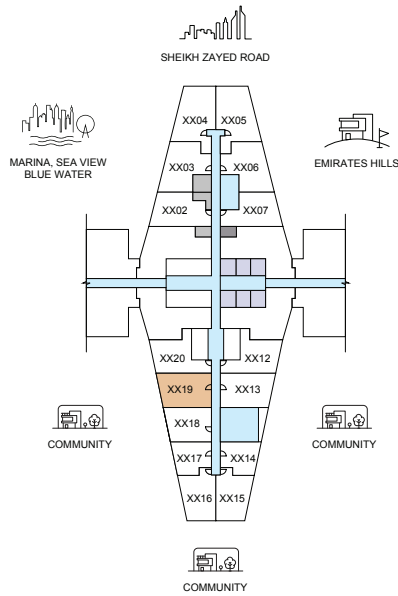 SHEIKH ZAYED ROAD
XX04 XX05
MARINA, SEA VIEW
BLUE WATER
XX03 XX06
EMIRATES HILLS
XX02 XX07
XX20 XX12
XX19 XX13
XX18
COMMUNITY
COMMUNITY
XX17 XX14
XX16 XX15
COMMUNITY